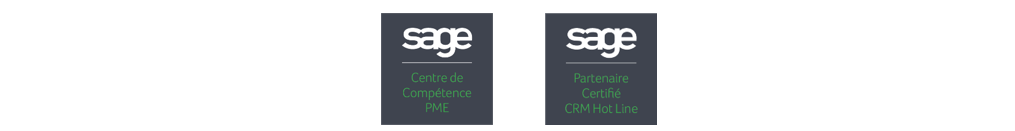 sage
Centre de
Compétence
PME
sage
Partenaire
Certifié
CRM Hot Line